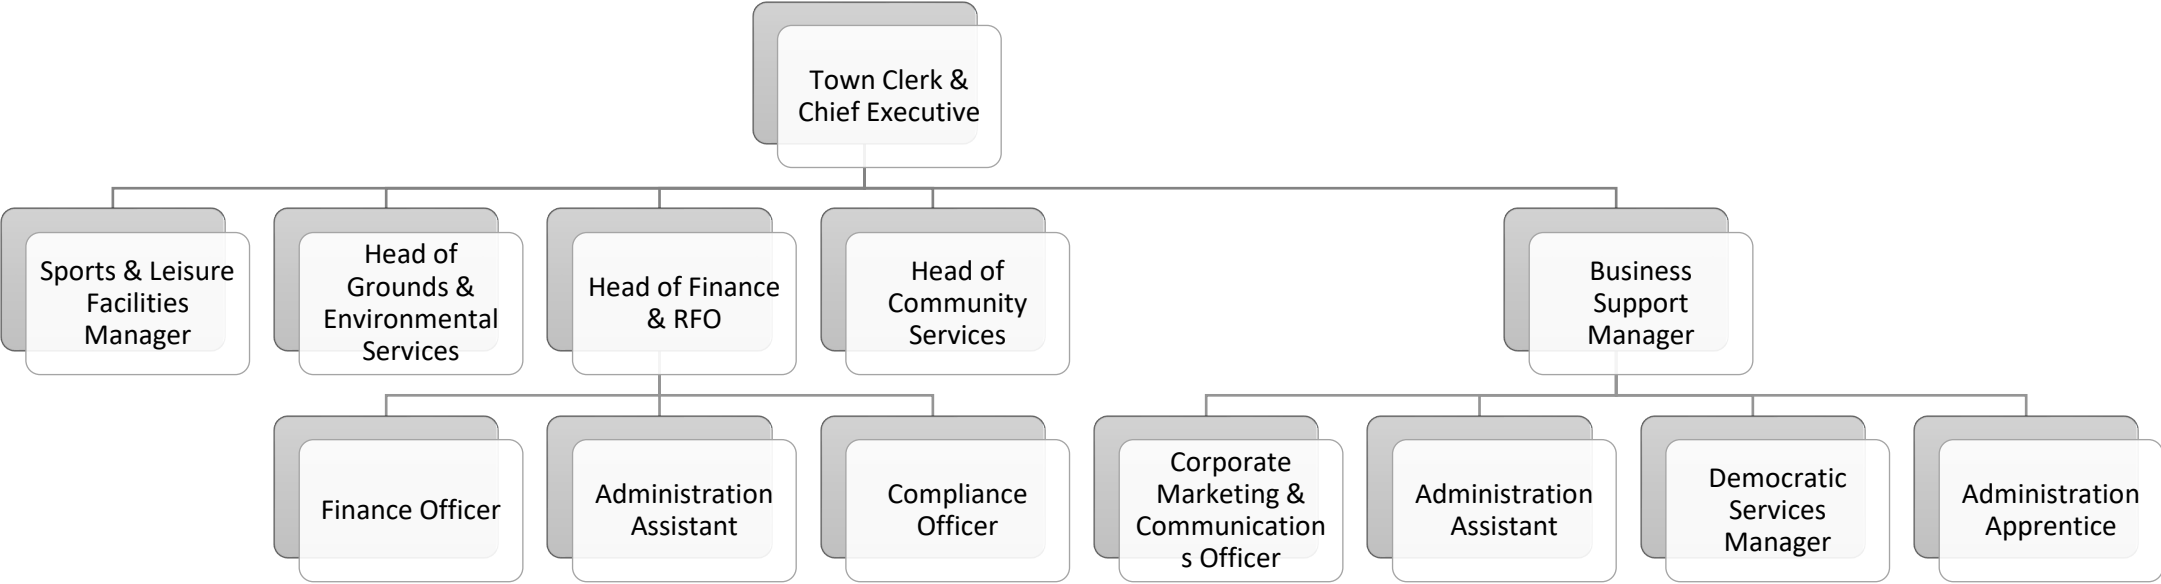 Town Clerk &
Chief Executive
Sports & Leisure
Facilities
Manager
Head of
Grounds &
Environmental
Services
Head of Finance
& RFO
Head of
Community
Services
Business
Support
Manager
Finance Officer
Administration
Assistant
Compliance
Officer
Corporate
Marketing &
Communication
s Officer
Administration
Assistant
Democratic
Services
Manager
Administration
Apprentice